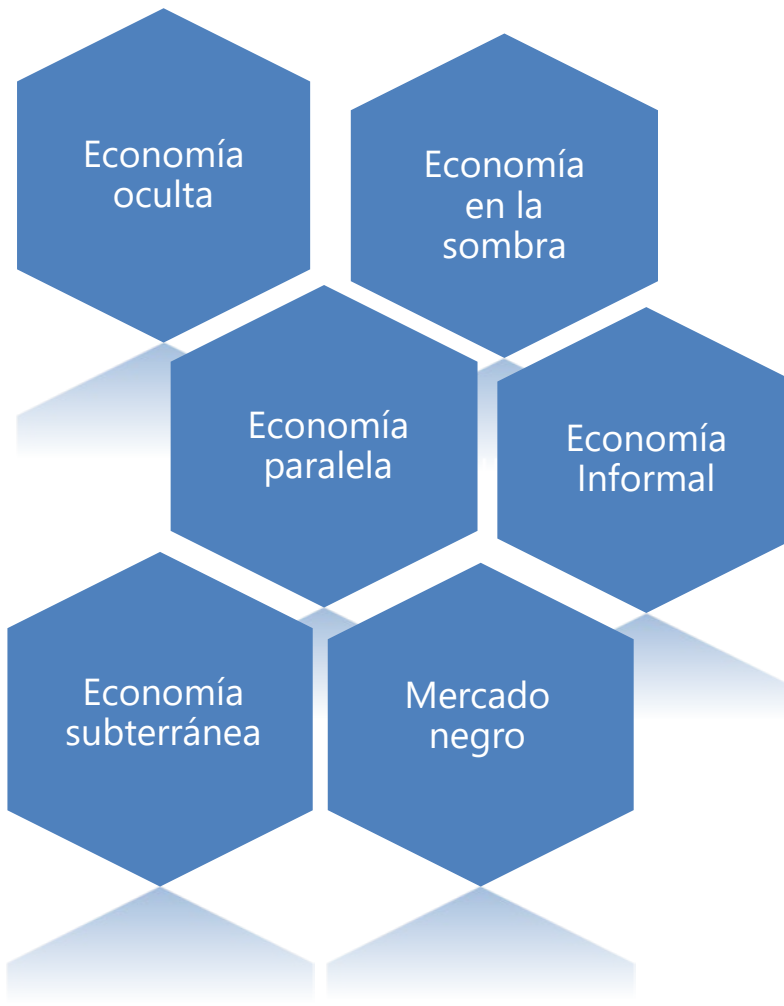 Economía
oculta
Economía
en la
sombra
Economía
paralela
Economía
Informal
Economía
subterránea
Mercado
negro